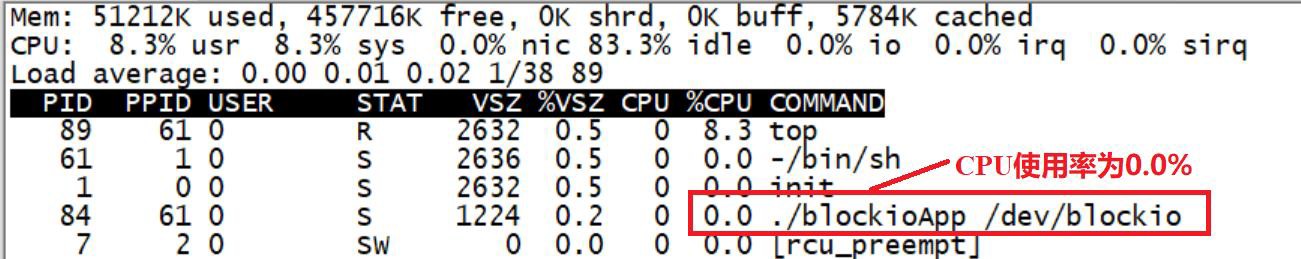 Mem: 51212K used, 457716K free, 0K shrd, 0K buff, 5784K cached
CPU:  8.3% usr  8.3% sys  0.0% nic 83.3% idle  0.0% io  0.0% irq  0.0% sirq
Load average: 0.00 0.01 0.02 1/38 89
PID PPID USER STAT VSZ %VSZ CPU %CPU COMMAND
89 61 0 R 2632 0.5 0 8.3 top
61 1 0 S 2636 0.5 0 0.0 -/bin/sh
CPU使用率为0.0%
1 0 0 S 2632 0.5 0 0.0 init
84 61 0 S 1224 0.2 0 0.0 ./blockioApp /dev/blockio
7 2 0 SW 0 0.0 0 0.0 [rcu_preempt]